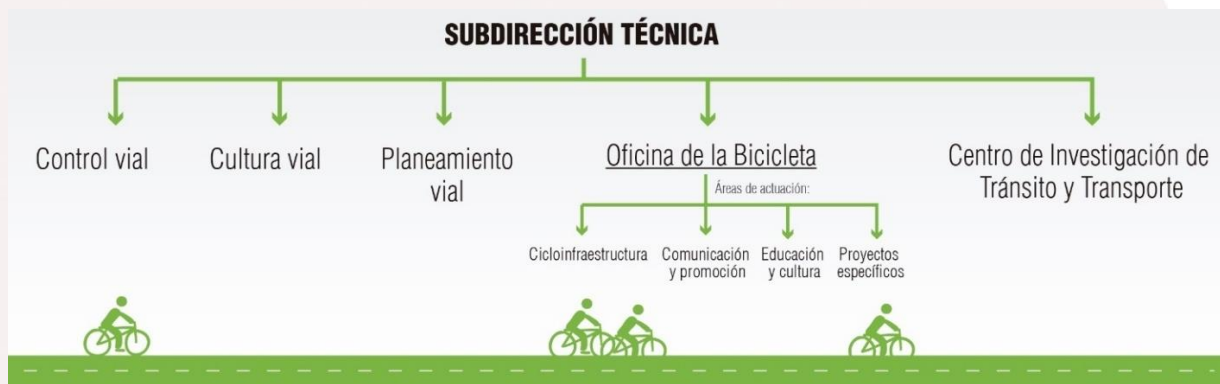 SUBDIRECCIÓN TÉCNICA
Control vial
Cultura vial
Planeamiento
vial
Oficina de la Bicicleta
Áreas de actuación:
Cicloinfraestructura
Comunicación
y promoción
Educación
y cultura
Proyectos
específicos
Centro de Investigación de
Tránsito y Transporte